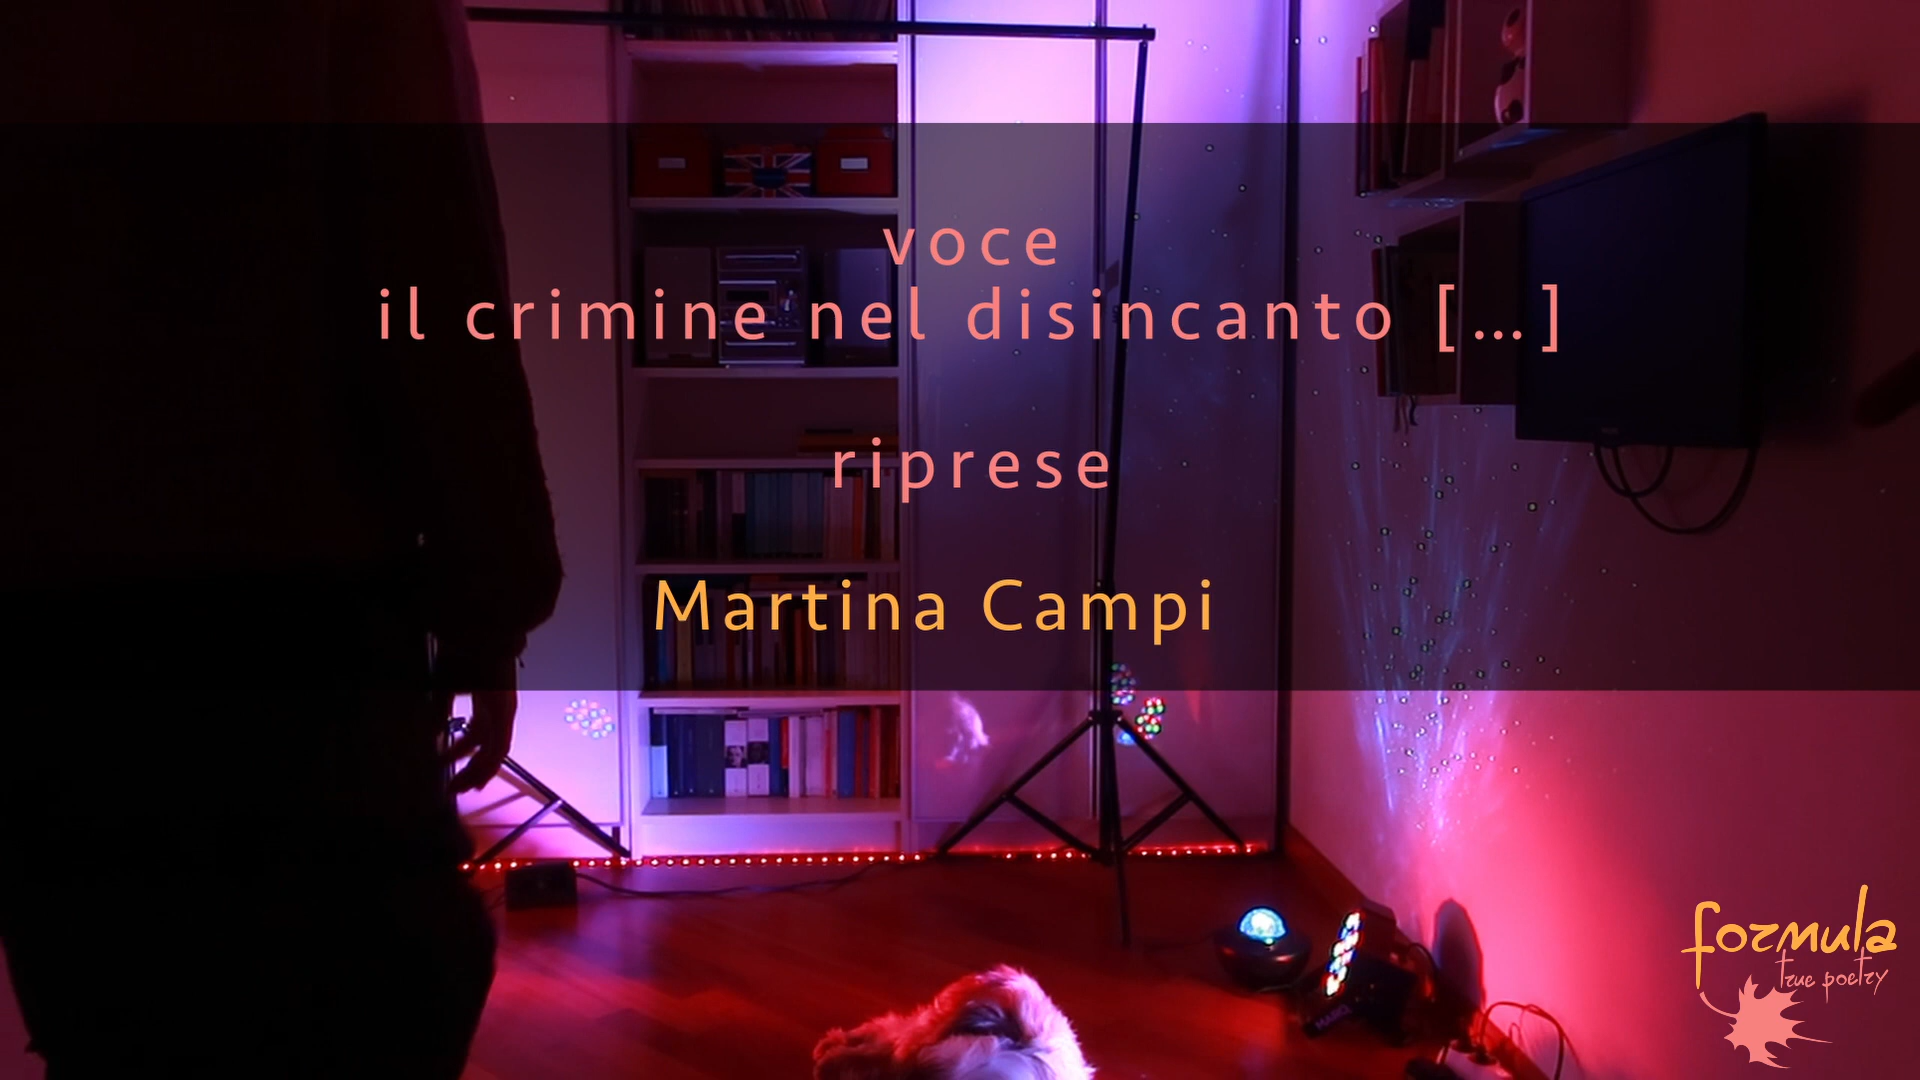 voce
il crimine nel disincanto [...]
riprese
Martina Campi
formula
true poetry